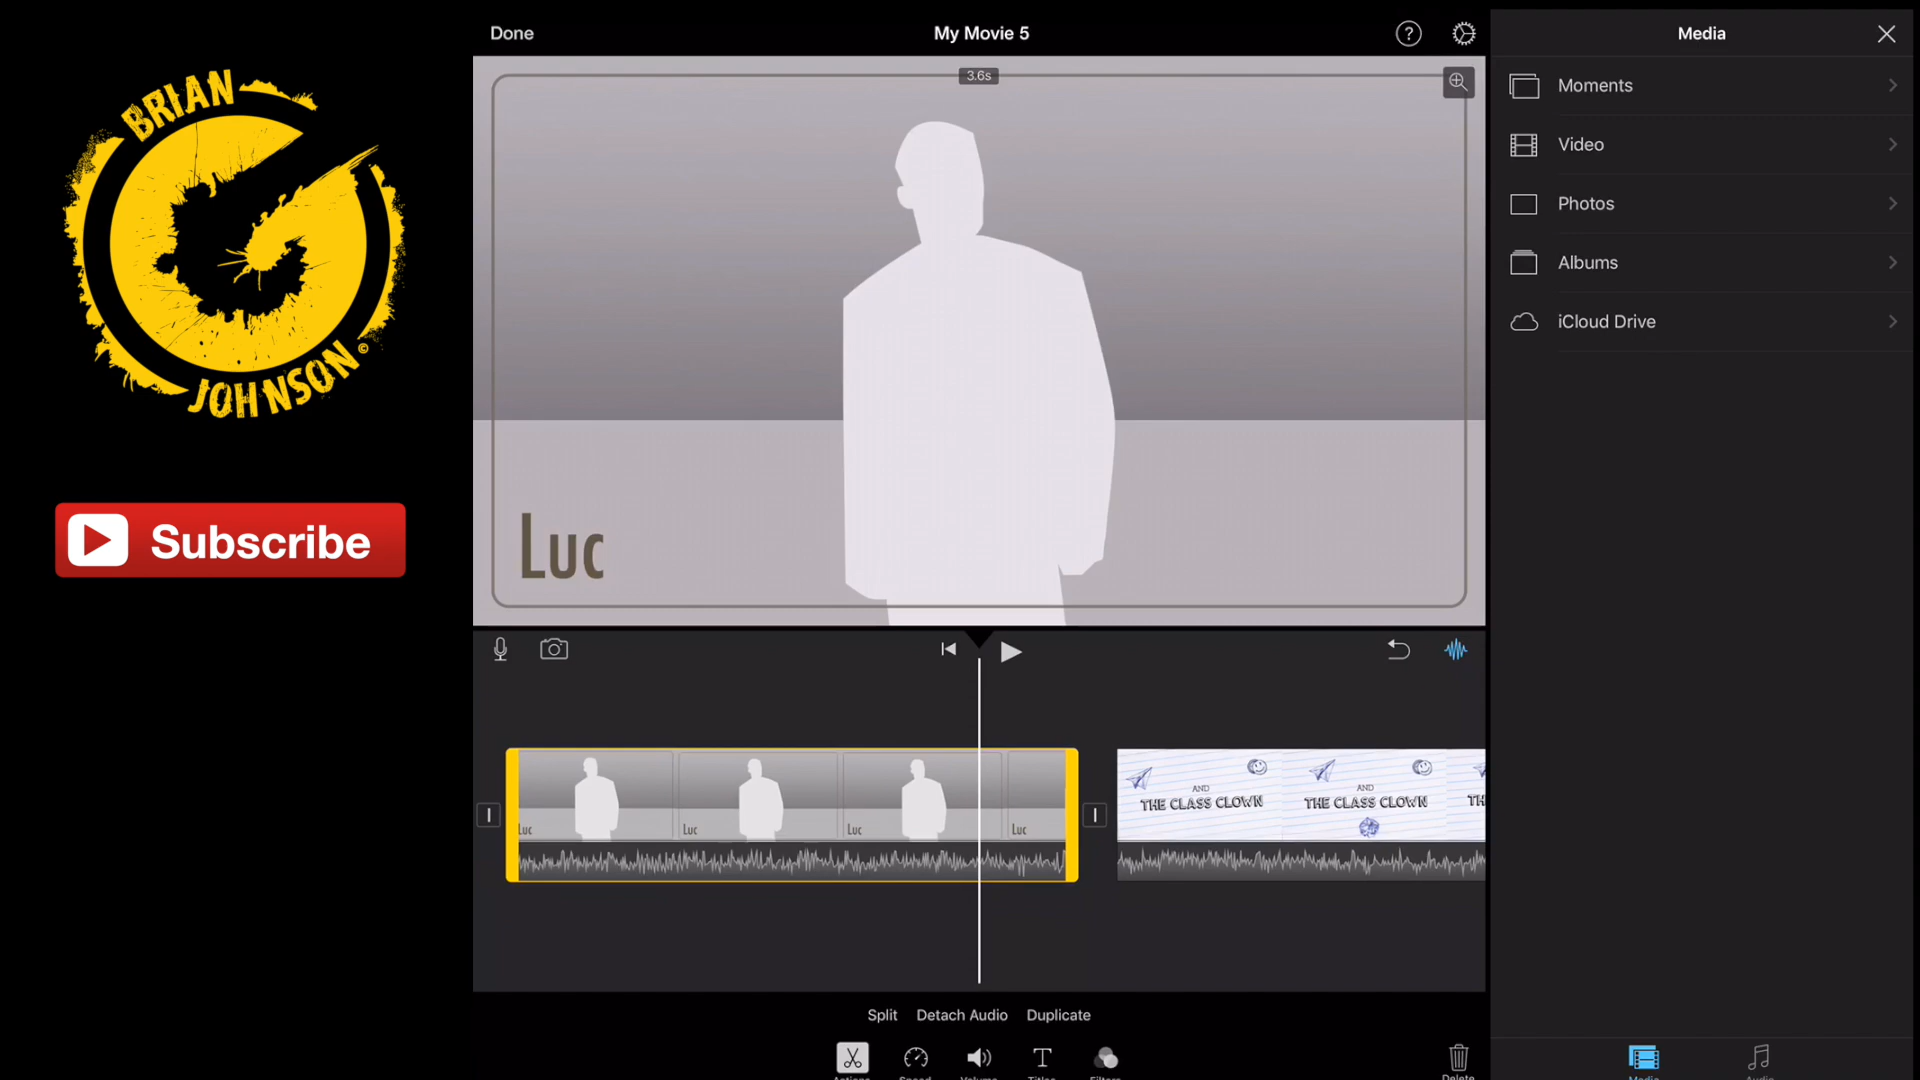 BRIAN
JOHNSON©
Subscribe
Done
My Movie 5
?
3.6s
Luc
Luc
Luc
Luc
Luc
AND
THE CLASS CLOWN
AND
THE CLASS CLOWN
Split
Detach Audio
Duplicate
Actions
Speed
Volume
Titles
Filters
Delete
Media
Moments
Video
Photos
Albums
iCloud Drive
Media
Audio